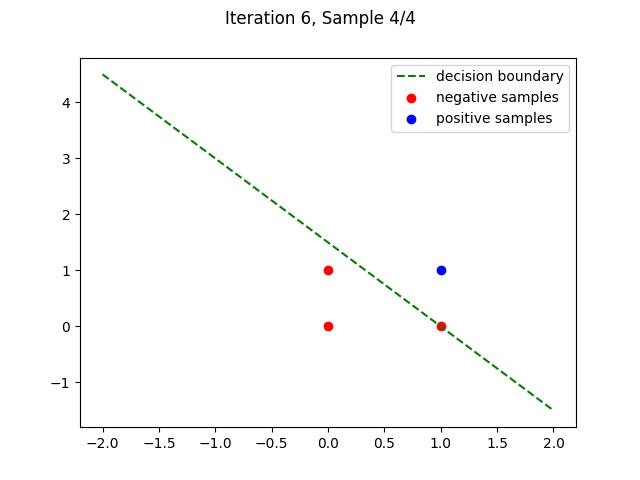 Iteration 6, Sample 4/4
decision boundary
negative samples
positive samples
4
3
2
1
0
−1
−2.0 −1.5 −1.0 −0.5 0.0 0.5 1.0 1.5 2.0